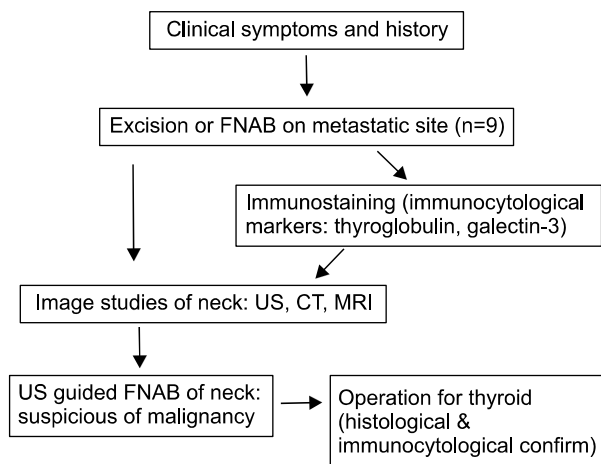 Clinical symptoms and history
Excision or FNAB on metastatic site (n=9)
Immunostaining (immunocytological
markers: thyroglobulin, galectin-3)
Image studies of neck: US, CT, MRI
US guided FNAB of neck:
suspicious of malignancy
Operation for thyroid
(histological &
immunocytological confirm)